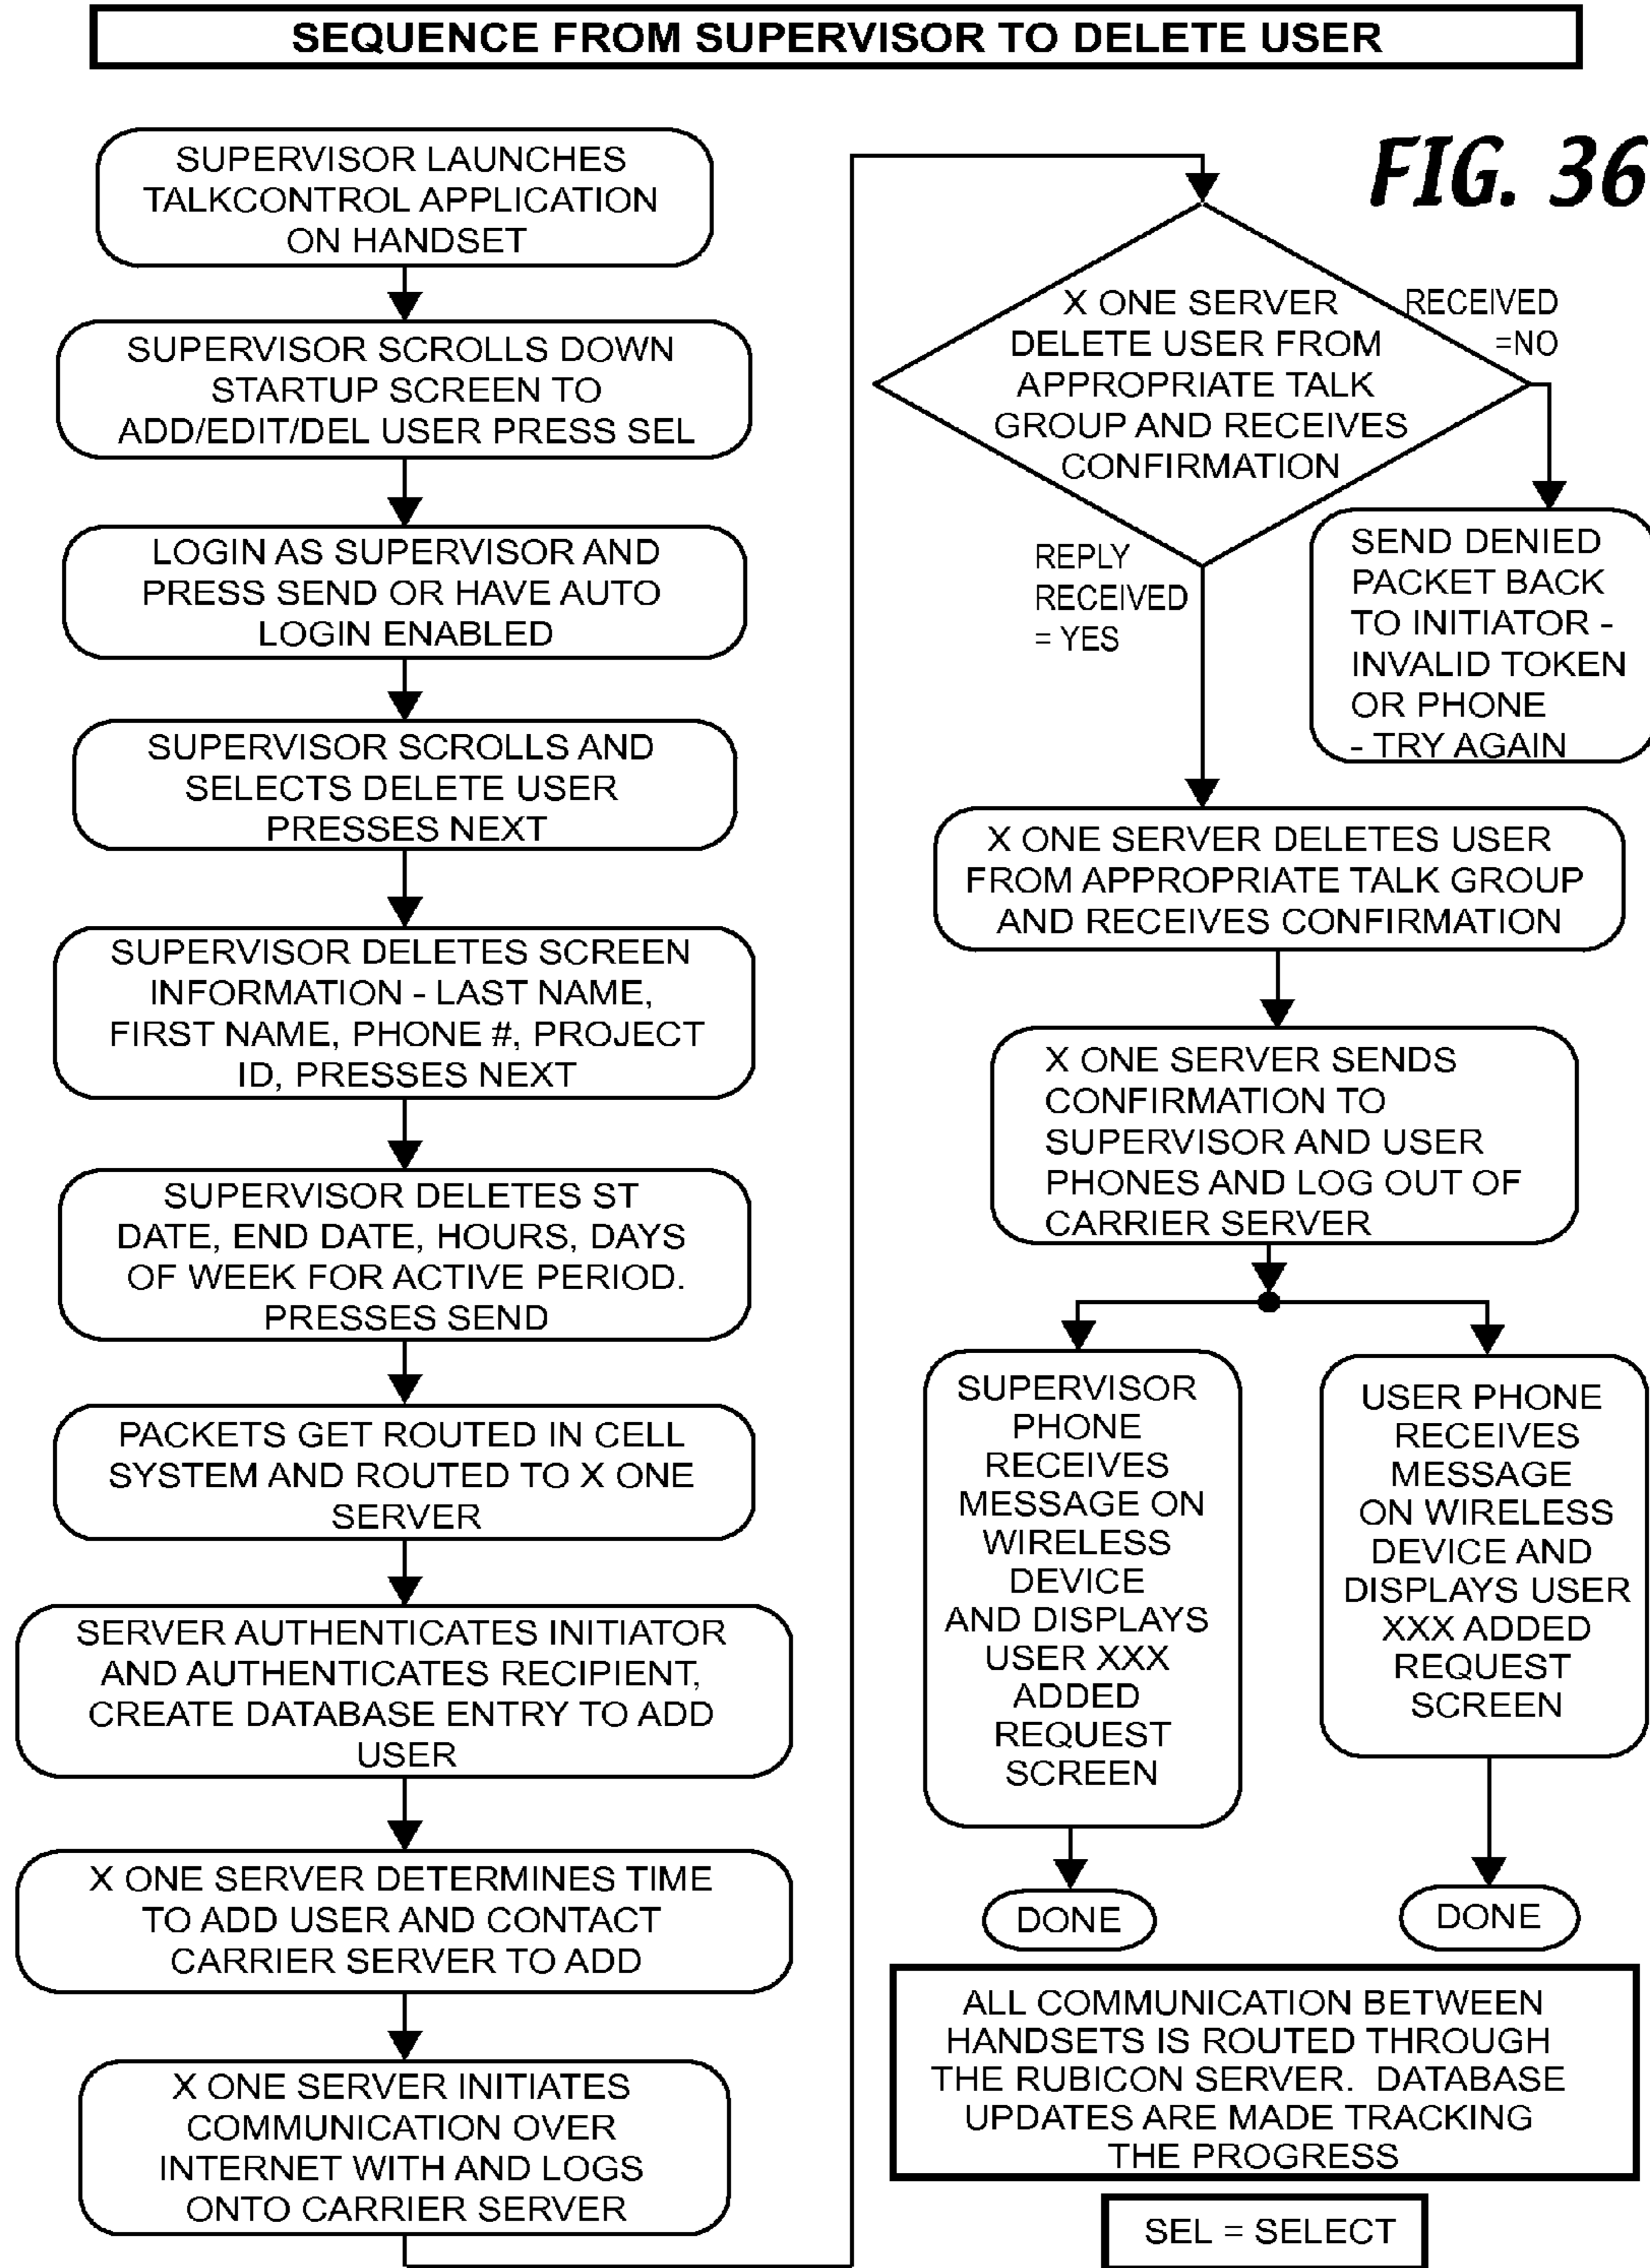 SEQUENCE FROM SUPERVISOR TO DELETE USER
FIG. 36
SUPERVISOR LAUNCHES
TALKCONTROL APPLICATION
ON HANDSET
SUPERVISOR SCROLLS DOWN
STARTUP SCREEN TO
ADD/EDIT/DEL USER PRESS SEL
LOGIN AS SUPERVISOR AND
PRESS SEND OR HAVE AUTO
LOGIN ENABLED
SUPERVISOR SCROLLS AND
SELECTS DELETE USER
PRESSES NEXT
SUPERVISOR DELETES SCREEN
INFORMATION - LAST NAME,
FIRST NAME, PHONE #, PROJECT
ID, PRESSES NEXT
SUPERVISOR DELETES ST
DATE, END DATE, HOURS, DAYS
OF WEEK FOR ACTIVE PERIOD.
PRESSES SEND
PACKETS GET ROUTED IN CELL
SYSTEM AND ROUTED TO X ONE
SERVER
SERVER AUTHENTICATES INITIATOR
AND AUTHENTICATES RECIPIENT,
CREATE DATABASE ENTRY TO ADD
USER
X ONE SERVER DETERMINES TIME
TO ADD USER AND CONTACT
CARRIER SERVER TO ADD
X ONE SERVER INITIATES
COMMUNICATION OVER
INTERNET WITH AND LOGS
ONTO CARRIER SERVER
X ONE SERVER
DELETE USER FROM
APPROPRIATE TALK
GROUP AND RECEIVES
CONFIRMATION
RECEIVED
=NO
REPLY
RECEIVED
= YES
SEND DENIED
PACKET BACK
TO INITIATOR -
INVALID TOKEN
OR PHONE
- TRY AGAIN
X ONE SERVER DELETES USER
FROM APPROPRIATE TALK GROUP
AND RECEIVES CONFIRMATION
X ONE SERVER SENDS
CONFIRMATION TO
SUPERVISOR AND USER
PHONES AND LOG OUT OF
CARRIER SERVER
SUPERVISOR
PHONE
RECEIVES
MESSAGE ON
WIRELESS
DEVICE
AND DISPLAYS
USER XXX
ADDED
REQUEST
SCREEN
USER PHONE
RECEIVES
MESSAGE
ON WIRELESS
DEVICE AND
DISPLAYS USER
XXX ADDED
REQUEST
SCREEN
DONE
DONE
ALL COMMUNICATION BETWEEN
HANDSETS IS ROUTED THROUGH
THE RUBICON SERVER. DATABASE
UPDATES ARE MADE TRACKING
THE PROGRESS
SEL = SELECT